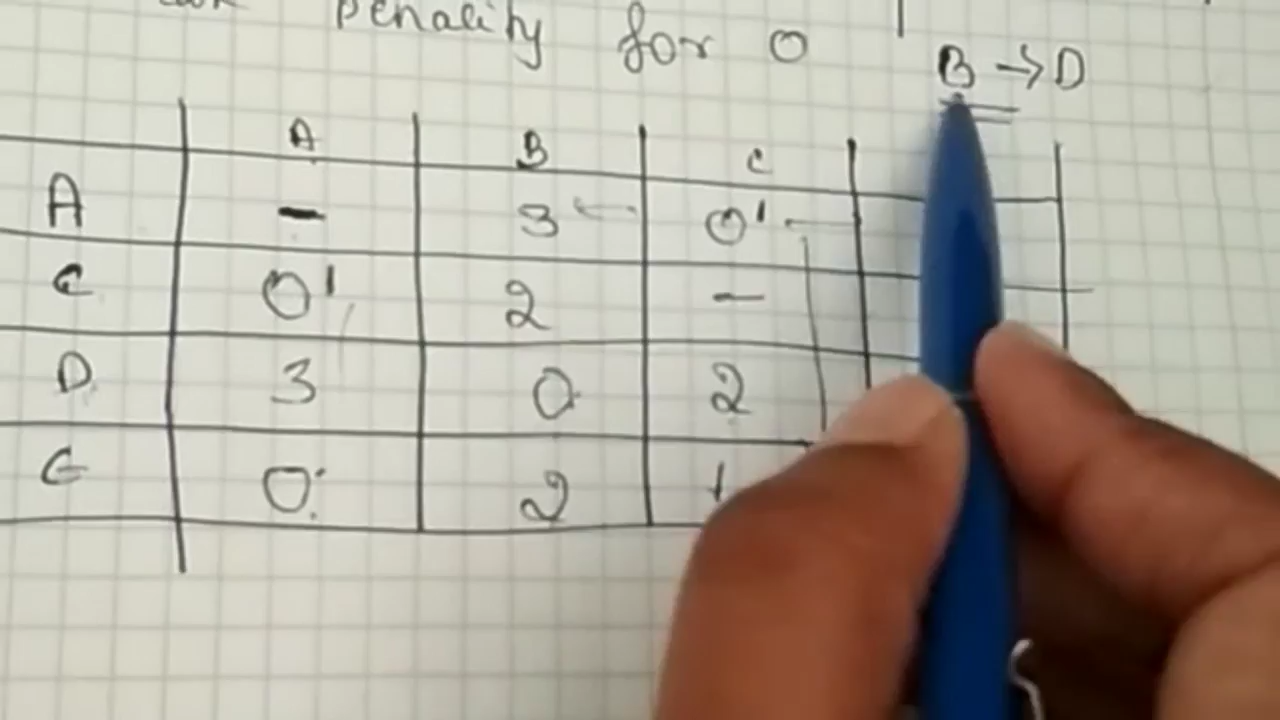 Penality for 0
B → D
A B C
A - 3 0'
C 0' 2 -
D 3 0 2
E 0 2 1